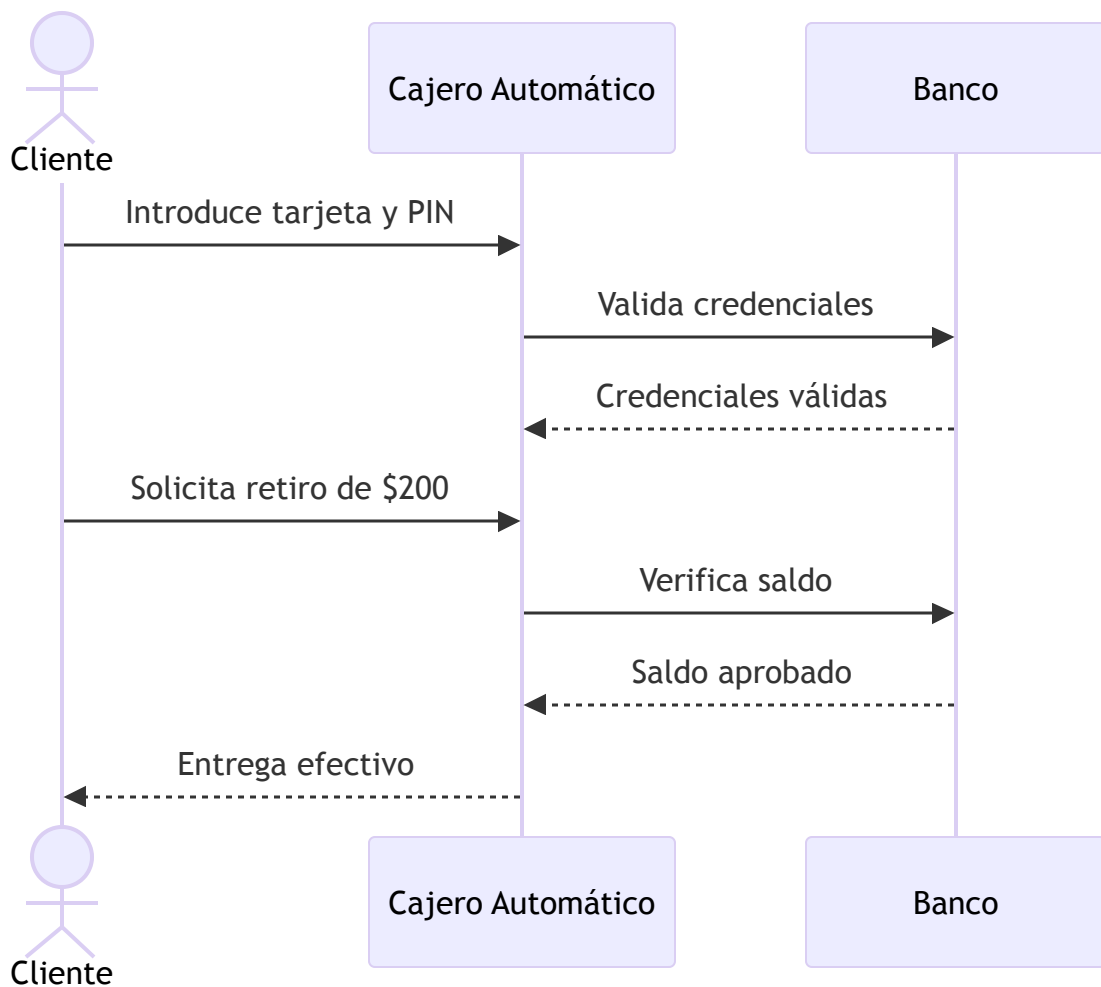 Cliente
Cajero Automático
Banco
Introduce tarjeta y PIN
Valida credenciales
Credenciales válidas
Solicita retiro de $200
Verifica saldo
Saldo aprobado
Entrega efectivo
Cliente
Cajero Automático
Banco